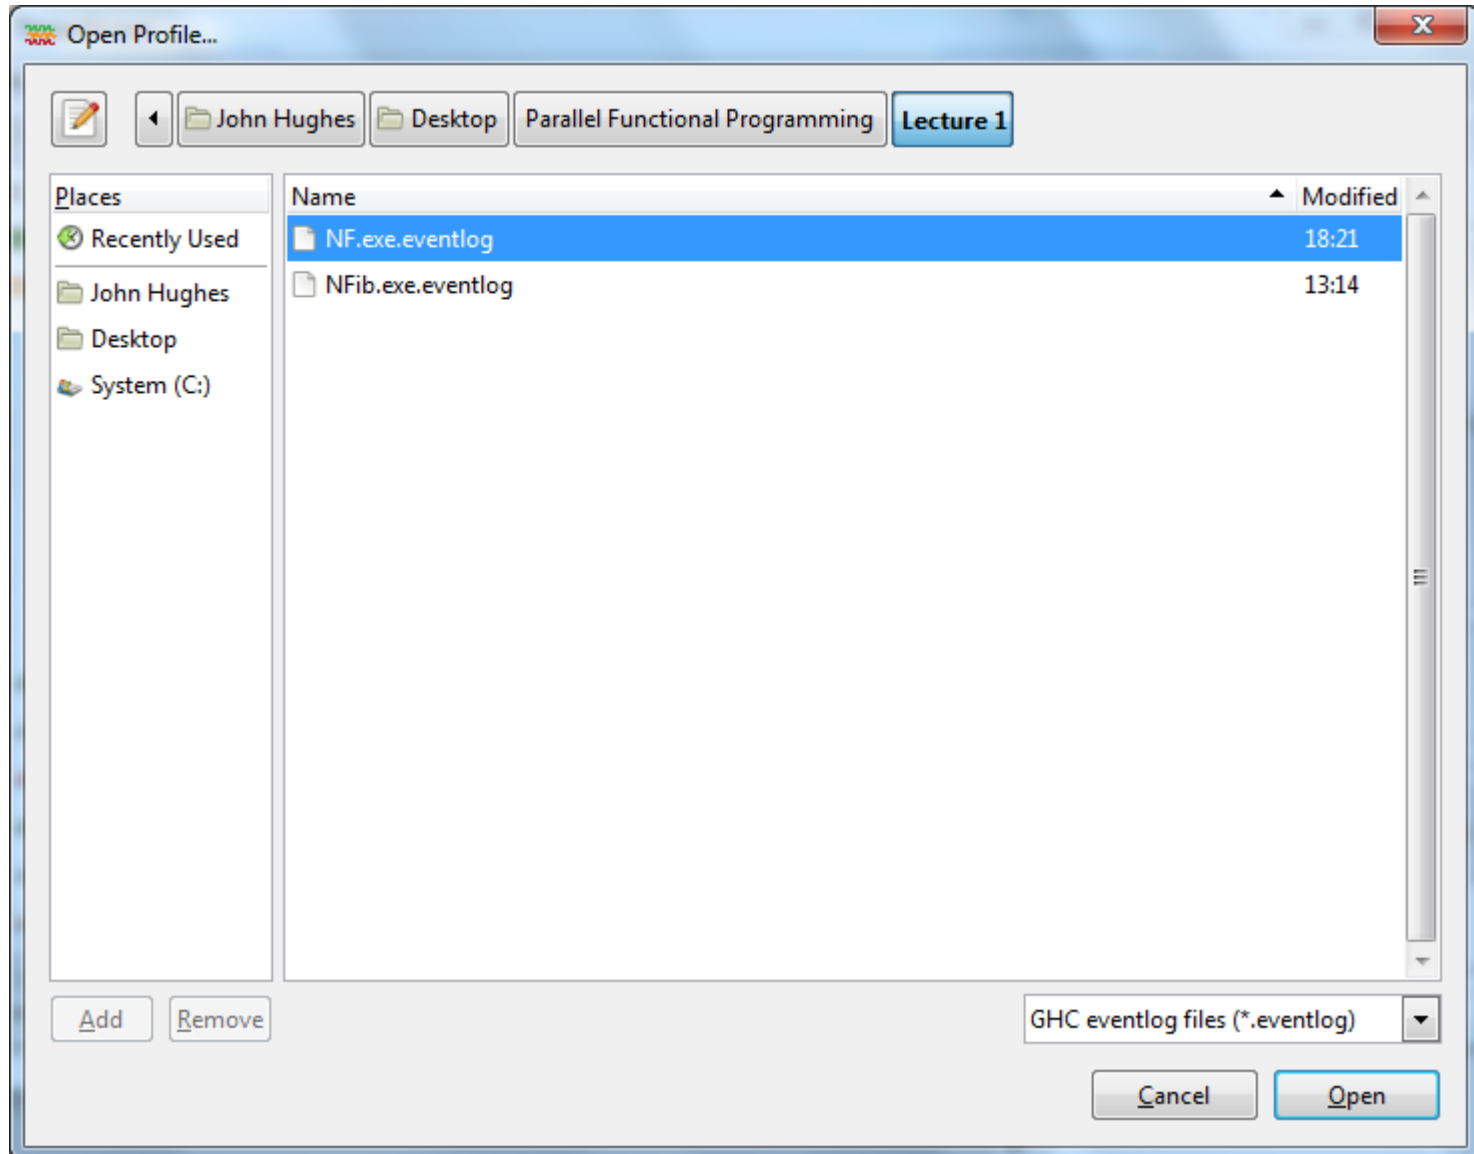 Open Profile...
John Hughes Desktop Parallel Functional Programming Lecture 1
Places Name Modified
Recently Used NF.exe.eventlog 18:21
John Hughes NFib.exe.eventlog 13:14
Desktop
System (C:)
Add Remove GHC eventlog files (*.eventlog)
Cancel Open